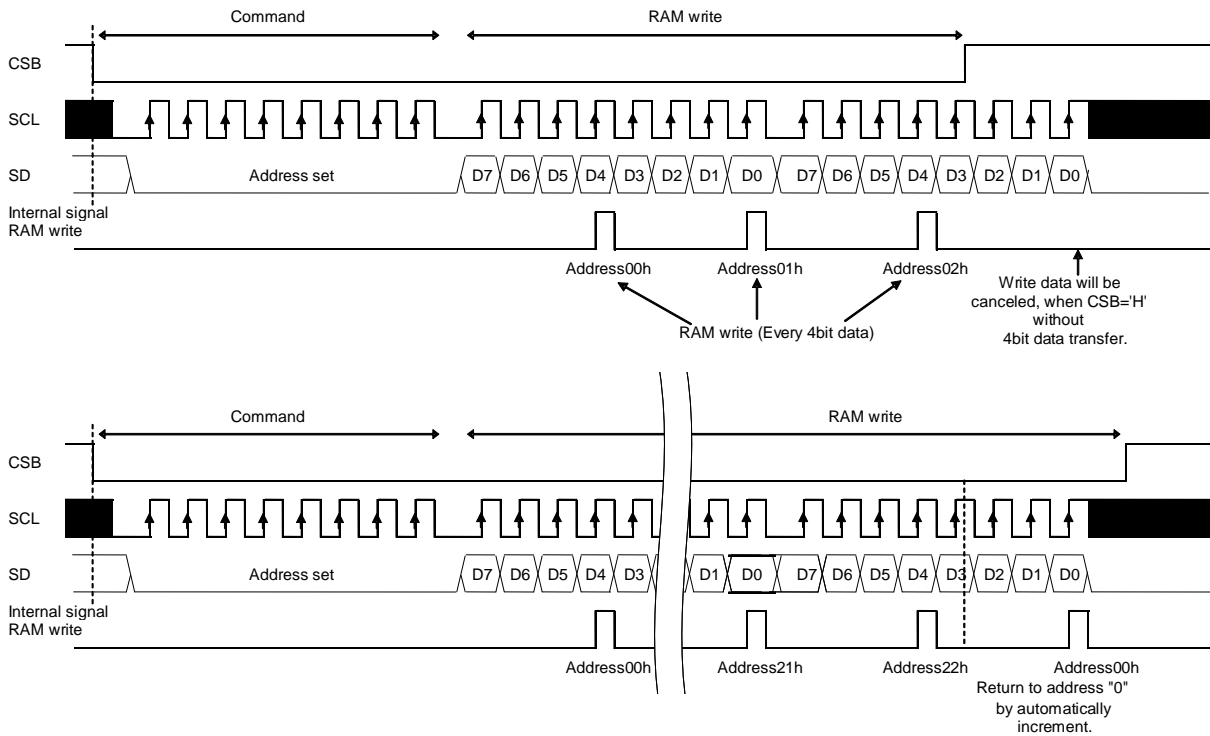 Command RAM write
CSB
SCL
SD Address set D7 D6 D5 D4 D3 D2 D1 D0 D7 D6 D5 D4 D3 D2 D1 D0
Internal signal
RAM write
Address00h Address01h Address02h
Write data will be
canceled, when CSB='H'
without
4bit data transfer.
RAM write (Every 4bit data)
Command RAM write
CSB
SCL
SD Address set D7 D6 D5 D4 D3 D1 D0 D7 D6 D5 D4 D3 D2 D1 D0
Internal signal
RAM write
Address00h Address21h Address22h Address00h
Return to address "0"
by automatically
increment.